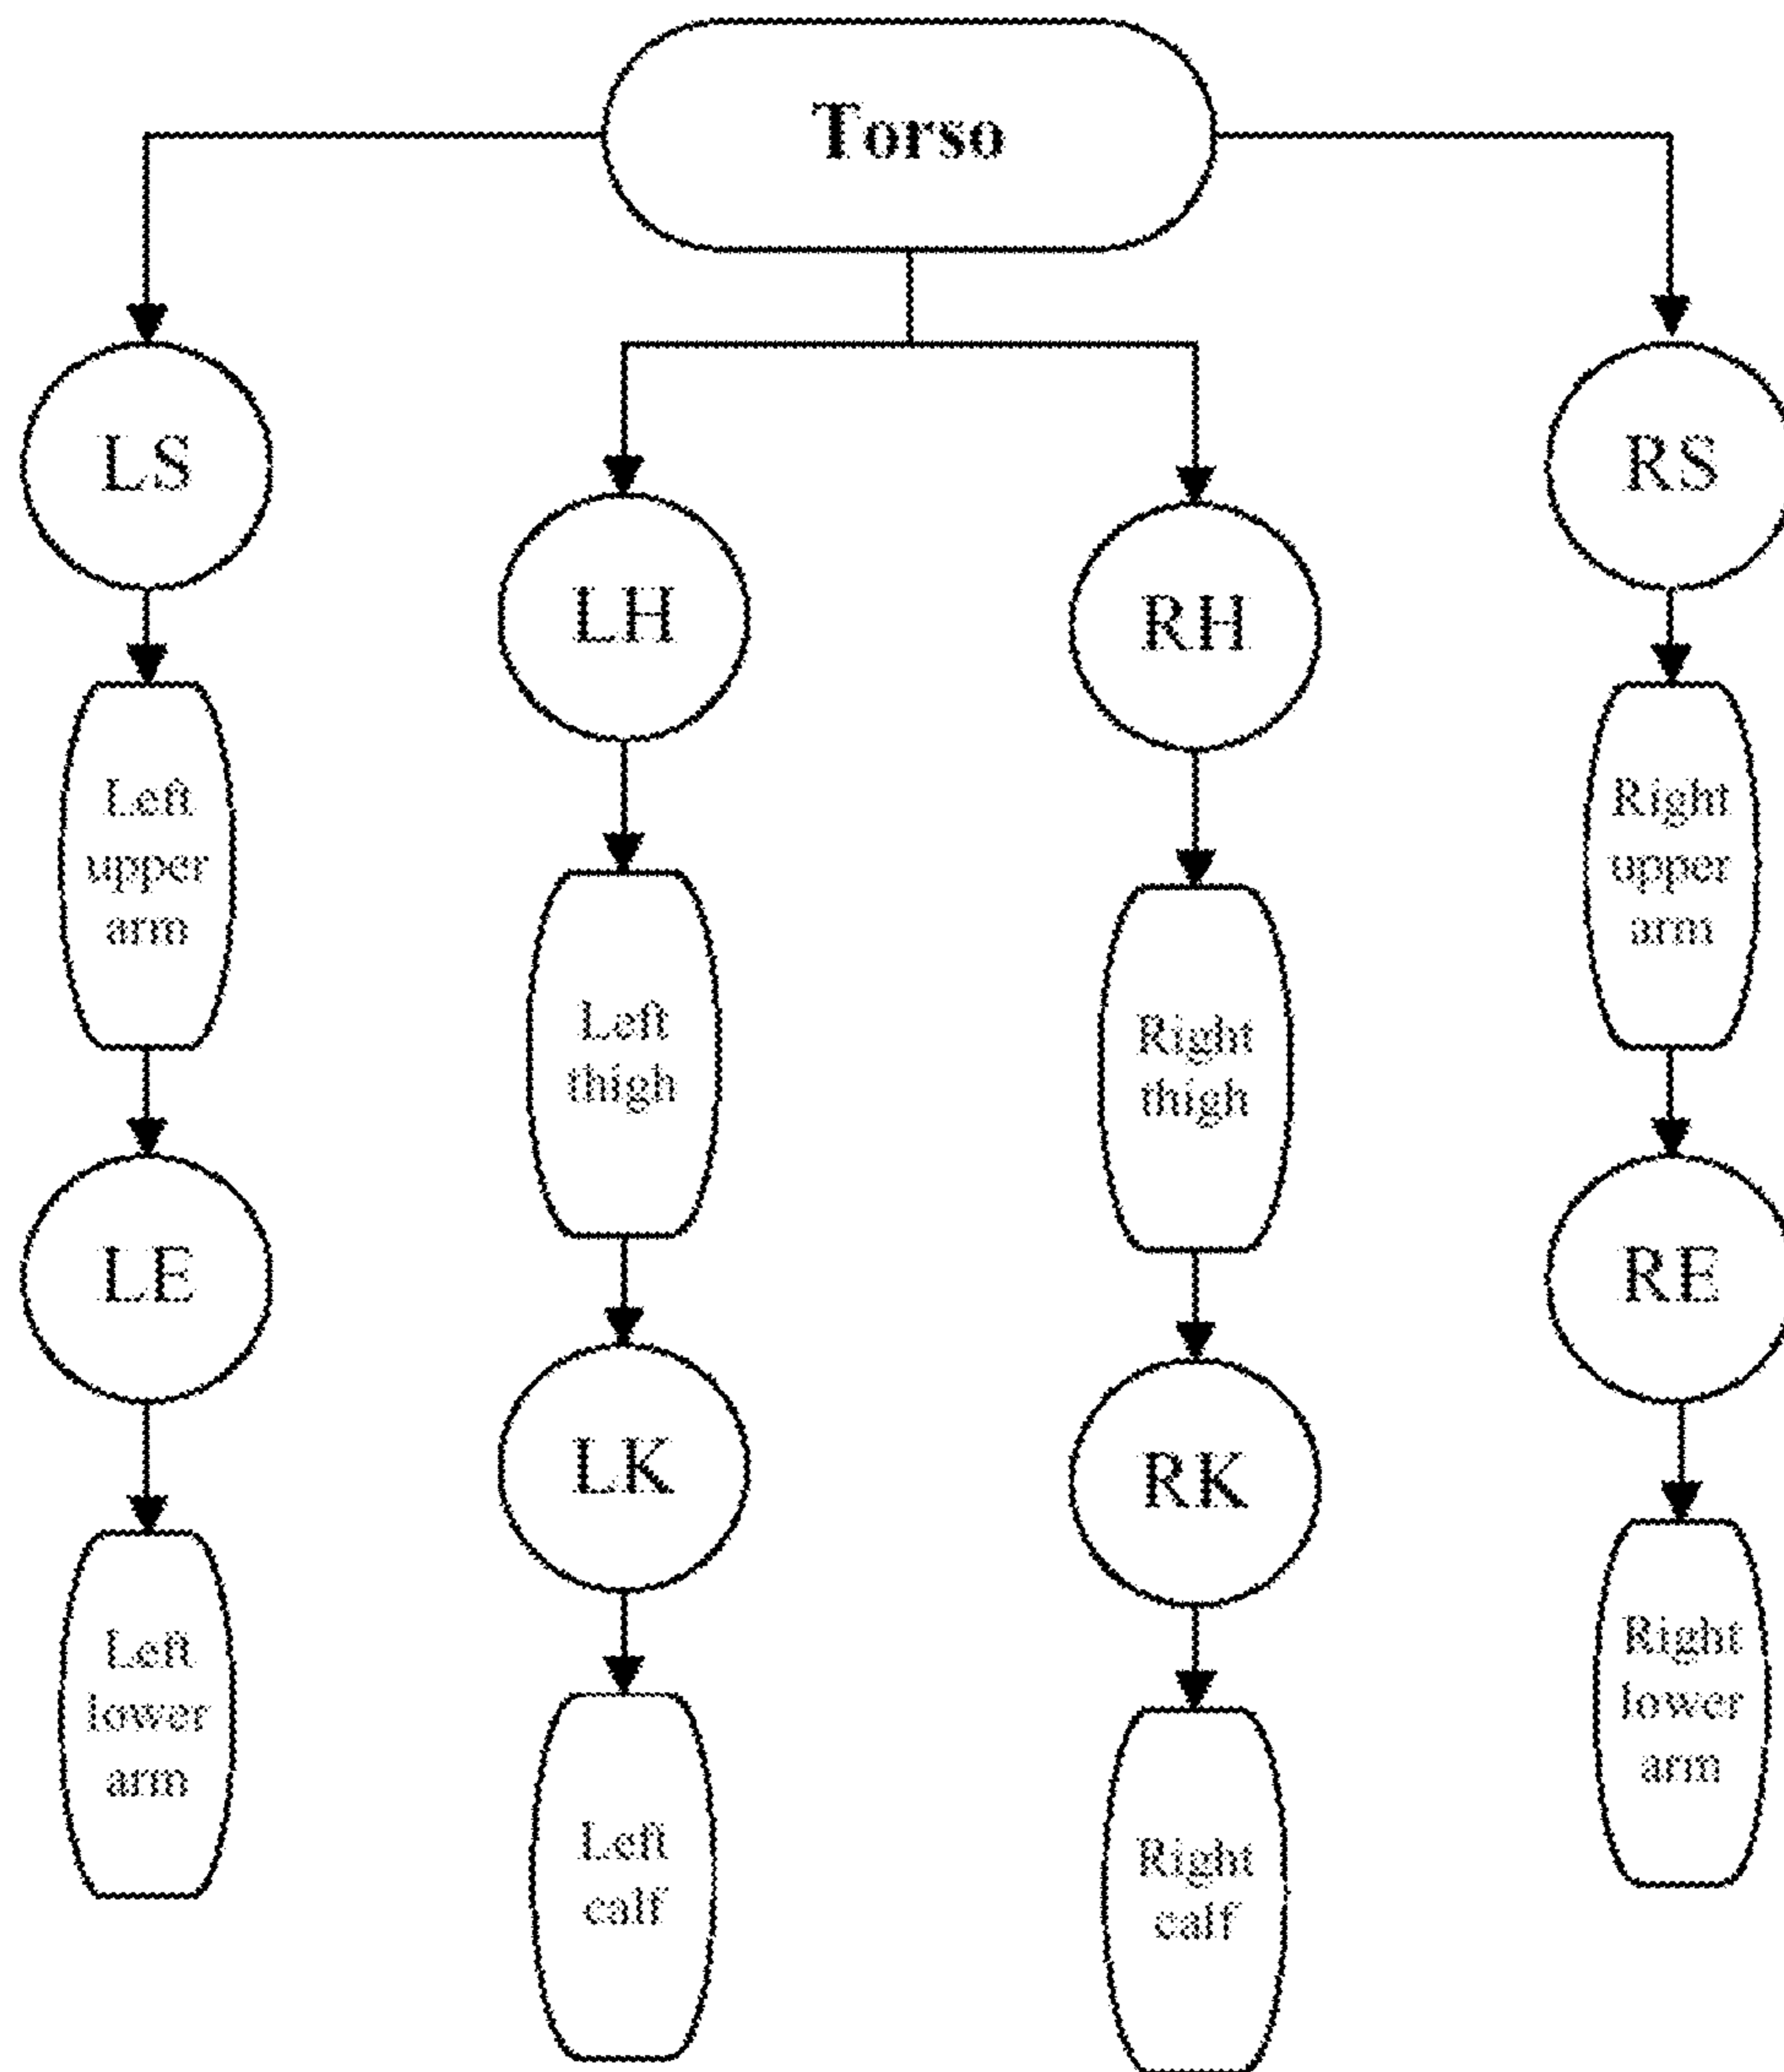 Torso
LS
RS
LH
RH
Left
upper
arm
Right
upper
arm
Left
thigh
Right
thigh
LE
RE
LK
RK
Left
lower
arm
Right
lower
arm
Left
calf
Right
calf